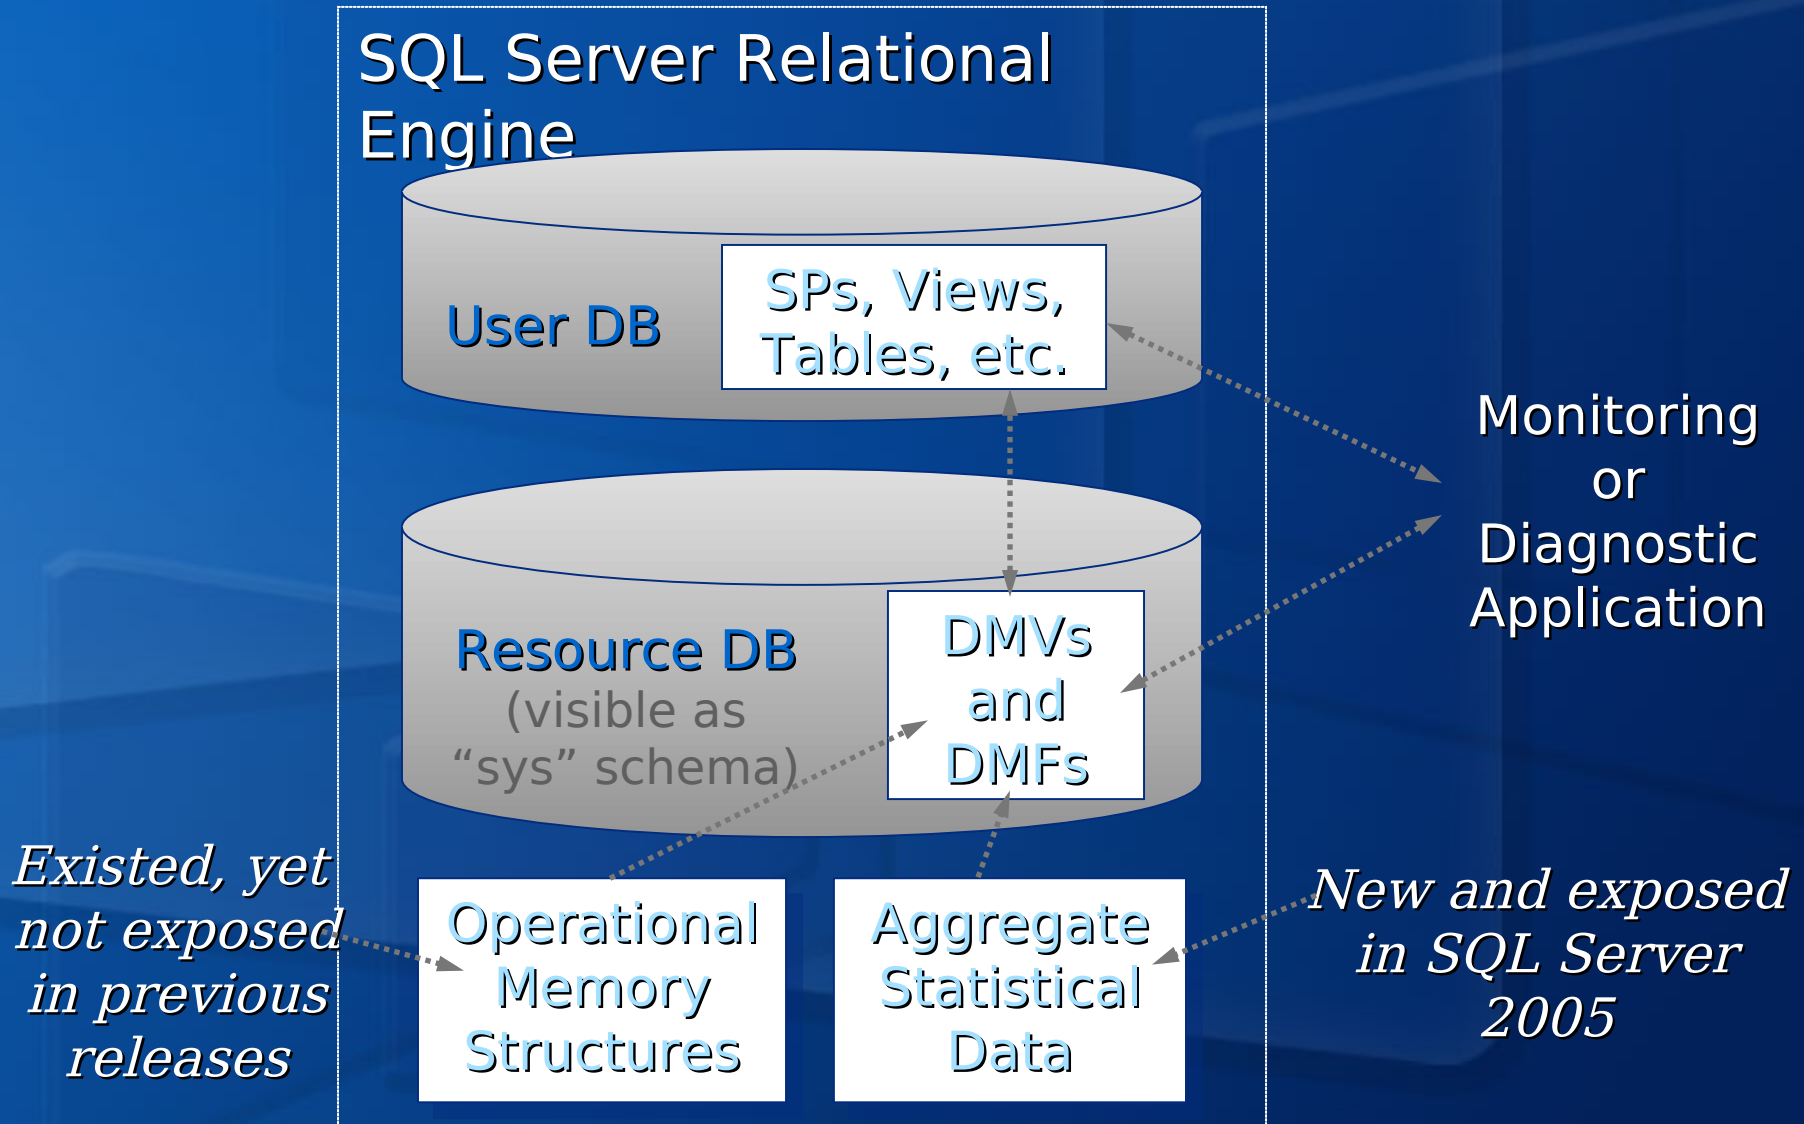 SQL Server Relational
Engine
User DB
SPs, Views,
Tables, etc.
Monitoring
or
Diagnostic
Application
Resource DB
(visible as
“sys” schema)
DMVs
and
DMFs
Existed, yet
not exposed
in previous
releases
Operational
Memory
Structures
Aggregate
Statistical
Data
New and exposed
in SQL Server
2005